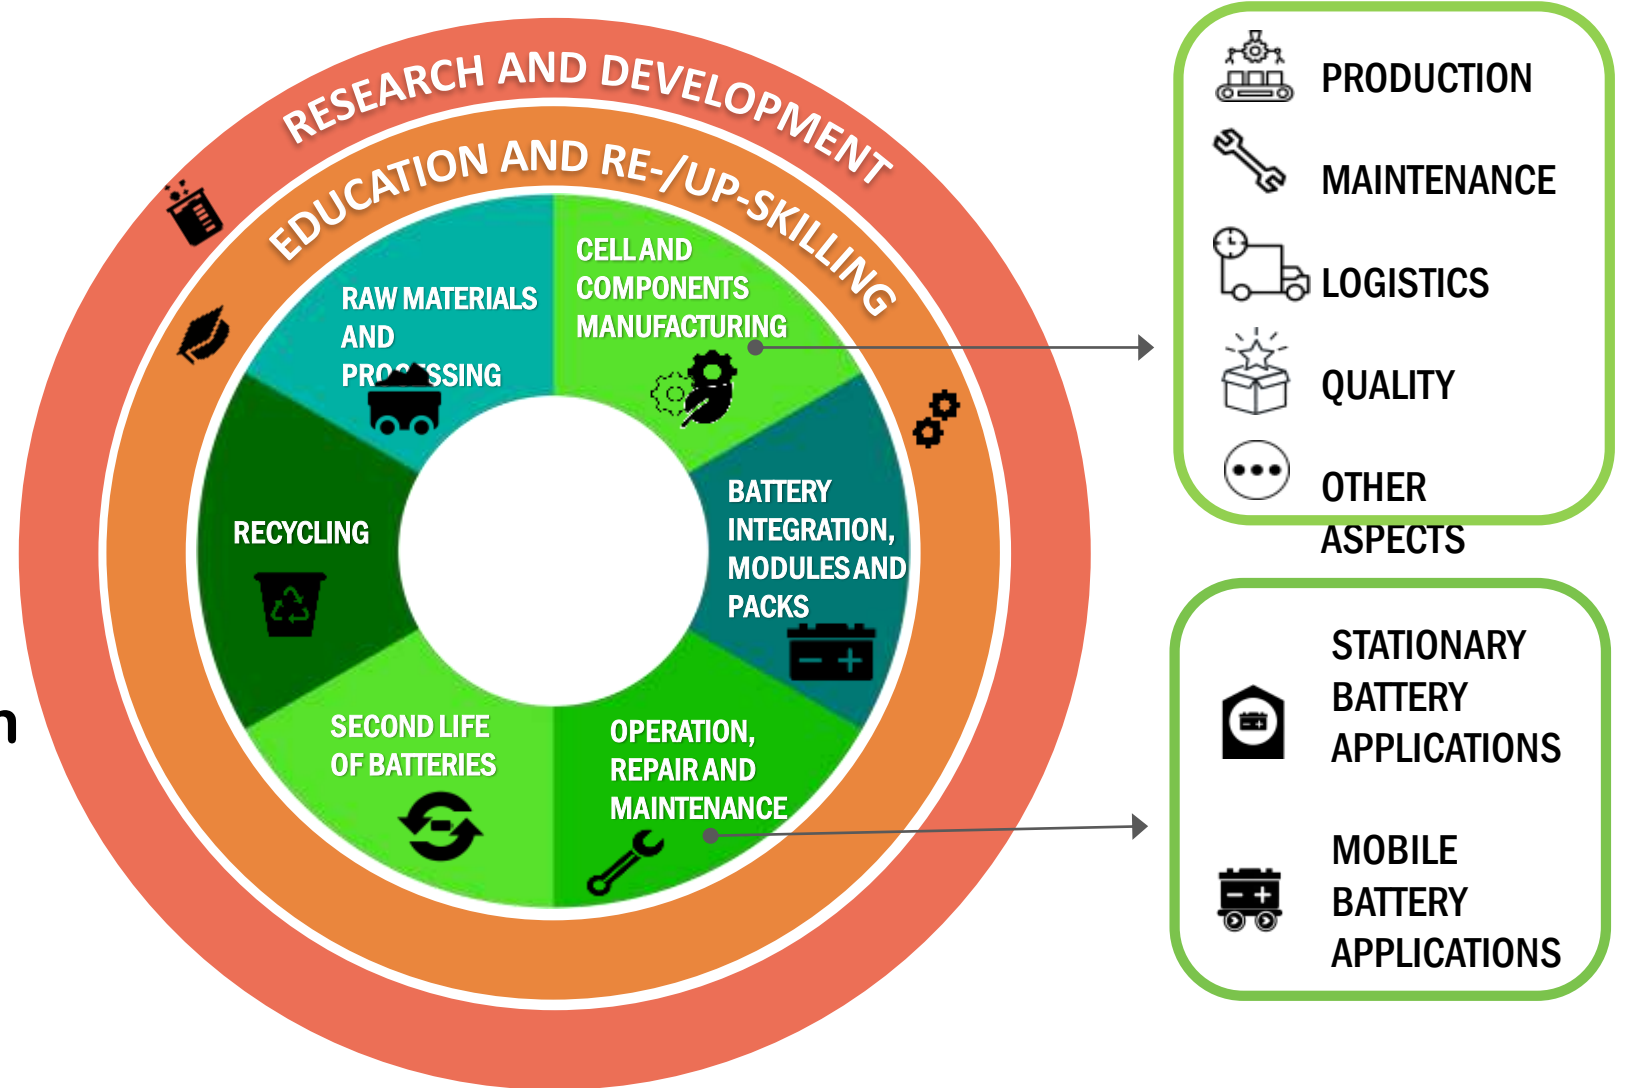 RESEARCH AND DEVELOPMENT
EDUCATION AND RE-/UP-SKILLING
RAW MATERIALS
AND
PROCESSING
CELL AND
COMPONENTS
MANUFACTURING
BATTERY
INTEGRATION,
MODULES AND
PACKS
OPERATION,
REPAIR AND
MAINTENANCE
SECOND LIFE
OF BATTERIES
RECYCLING
n
PRODUCTION
MAINTENANCE
LOGISTICS
QUALITY
OTHER
ASPECTS
STATIONARY
BATTERY
APPLICATIONS
MOBILE
BATTERY
APPLICATIONS